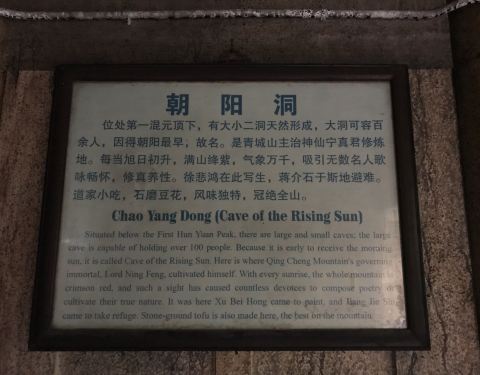 朝 阳 洞
位处第一混元顶下，有大小二洞天然形成，大洞可容百
余人，因得朝阳最早；故名。是青城山主治神仙宁真君修炼
地。每当旭日初升，满山绛紫，气象万千，吸引无数名人歌
咏畅怀，修真养性。徐悲鸿在此写生，蒋介石于斯地避难。
道家小吃，石磨豆花，风味独特，冠绝全山。
Chao Yang Dong (Cave of the Rising Sun)
Situated below the First Hun Yuan Peak, there are large and small caves; the large
cave is capable of holding over 100 people. Because it is early to receive the morning
sun, it is called Cave of the Rising Sun. Here is where Qing Cheng Mountain's governing
immortal, Lord Ning Feng, cultivated himself. With every sunrise, the whole mountain is
crimson red, and such a sight has caused countless devotees to compose poetry or
cultivate their true nature. It was here Xu Bei Hong came to paint, and Jiang Jie Shi
came to take refuge. Stone-ground tofu is also made here, the best on the mountain.